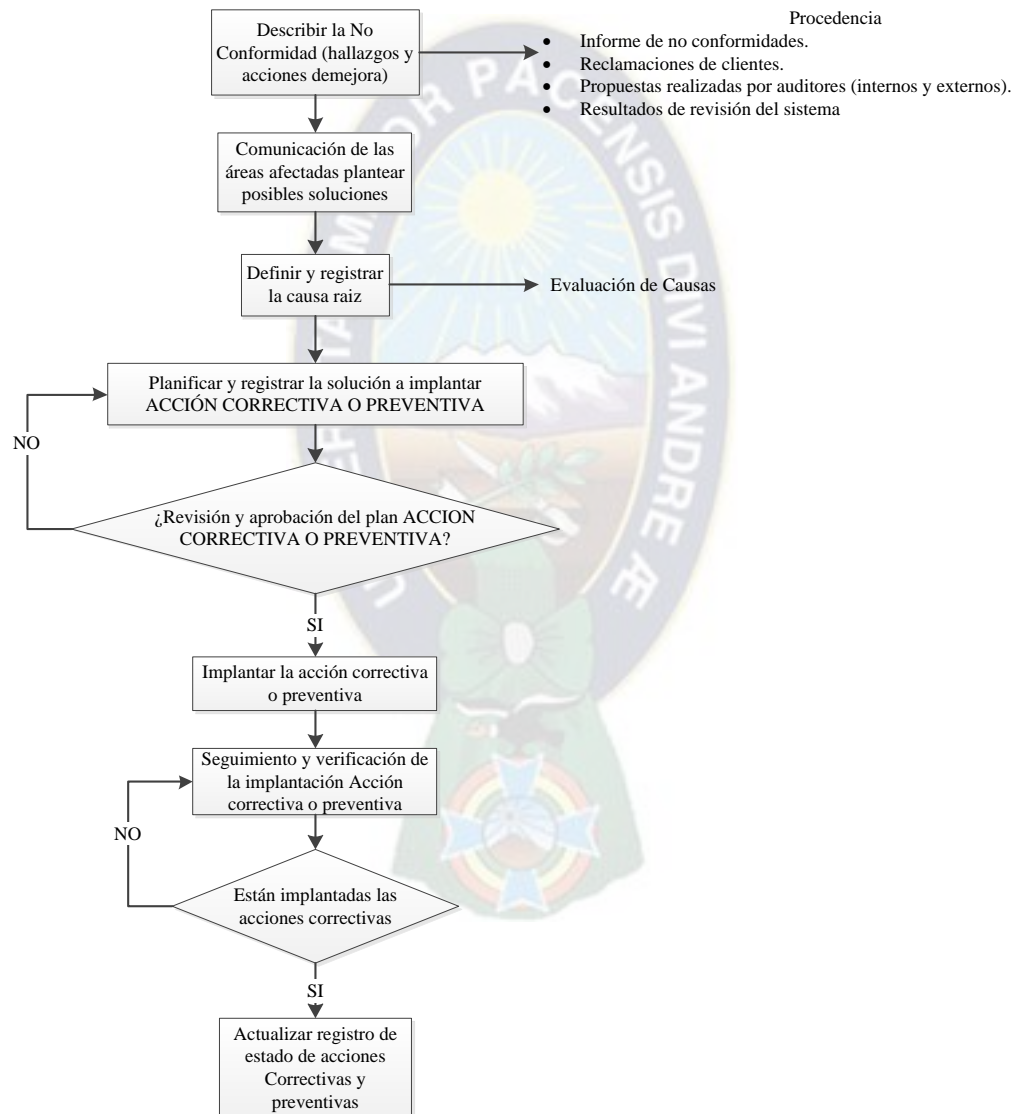 Describir la No
Conformidad (hallazgos y
acciones demejora)
Procedencia
• Informe de no conformidades.
• Reclamaciones de clientes.
• Propuestas realizadas por auditores (internos y externos).
• Resultados de revisión del sistema
Comunicación de las
áreas afectadas plantear
posibles soluciones
Definir y registrar
la causa raiz
Evaluación de Causas
Planificar y registrar la solución a implantar
ACCIÓN CORRECTIVA O PREVENTIVA
NO
¿Revisión y aprobación del plan ACCION
CORRECTIVA O PREVENTIVA?
SI
Implantar la acción correctiva
o preventiva
Seguimiento y verificación de
la implantación Acción
correctiva o preventiva
NO
Están implantadas las
acciones correctivas
SI
Actualizar registro de
estado de acciones
Correctivas y
preventivas
PACENSIS DIVI ANDRE Æ